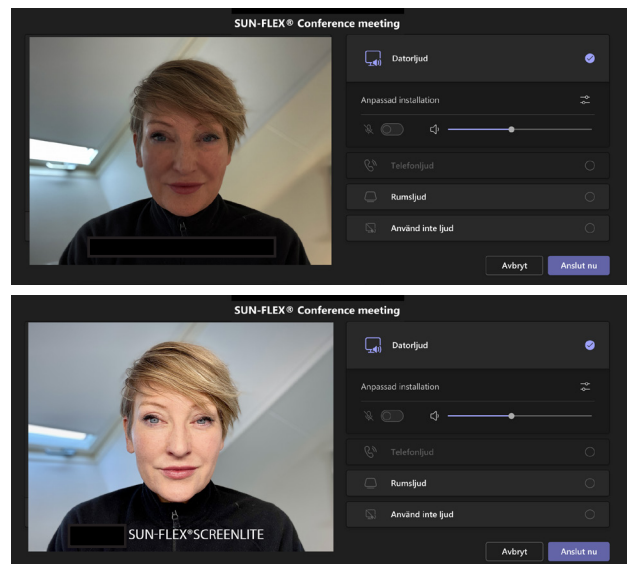 SUN-FLEX® Conference meeting
Datorljud
Anpassad installation
Telefonljud
Rumsljud
Använd inte ljud
Avbryt
Anslut nu
SUN-FLEX® Conference meeting
Datorljud
Anpassad installation
Telefonljud
Rumsljud
Använd inte ljud
SUN-FLEX®SCREENLITE
Avbryt
Anslut nu